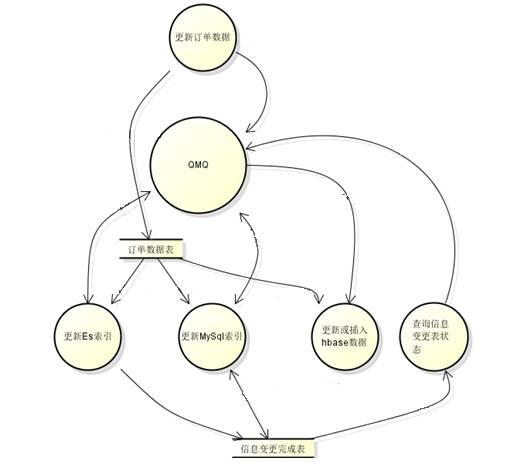 更新订单数据
QMQ
订单数据表
更新Es索引
更新MySql索引
更新或插入
hbase数据
查询信息
变更表状
态
信息变更完成表